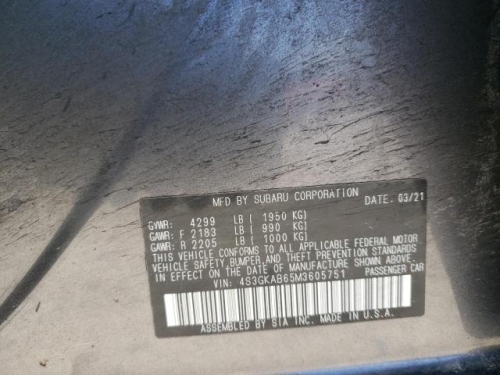 MFD BY SUBARU CORPORATION DATE. 03/21
GVWR: 4299 LB ( 1950 KG)
GAWR: F 2183 LB ( 990 KG)
GAWR: R 2205 LB ( 1000 KG)
THIS VEHICLE CONFORMS TO ALL APPLICABLE FEDERAL MOTOR
VEHICLE SAFETY BUMPER AND THEFT PREVENTION STANDARDS
IN EFFECT ON THE DATE OF MANUFACTURE SHOWN ABOVE.
VIN: 4S3GKAB65M3605751 PASSENGER CAR
ASSEMBLED BY SIA INC. MADE IN U.S.A.